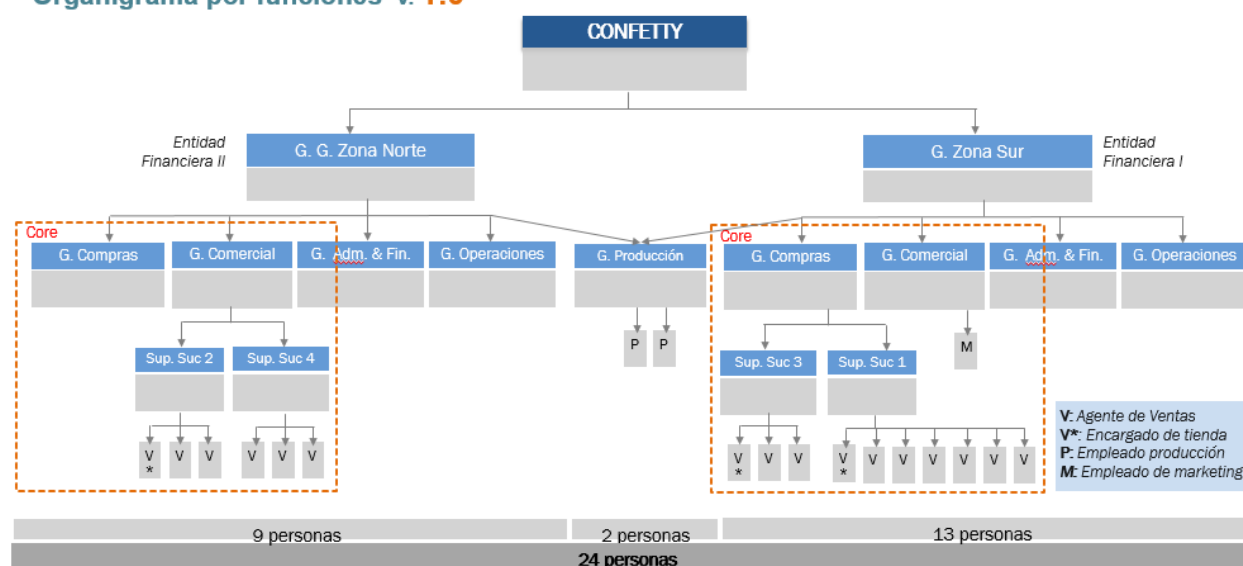 Organigrama por funciones v. 1.0
CONFETTY
Entidad
Financiera II
G. G. Zona Norte
G. Zona Sur
Entidad
Financiera I
Core
G. Compras
G. Comercial
G. Adm. & Fin.
G. Operaciones
G. Producción
Core
G. Compras
G. Comercial
G. Adm. & Fin.
G. Operaciones
P P
M
Sup. Suc 2
Sup. Suc 4
Sup. Suc 3
Sup. Suc 1
V* V V
V V V
V* V V
V* V V V V V V
V: Agente de Ventas
V*: Encargado de tienda
P: Empleado producción
M: Empleado de marketing
9 personas
2 personas
13 personas
24 personas